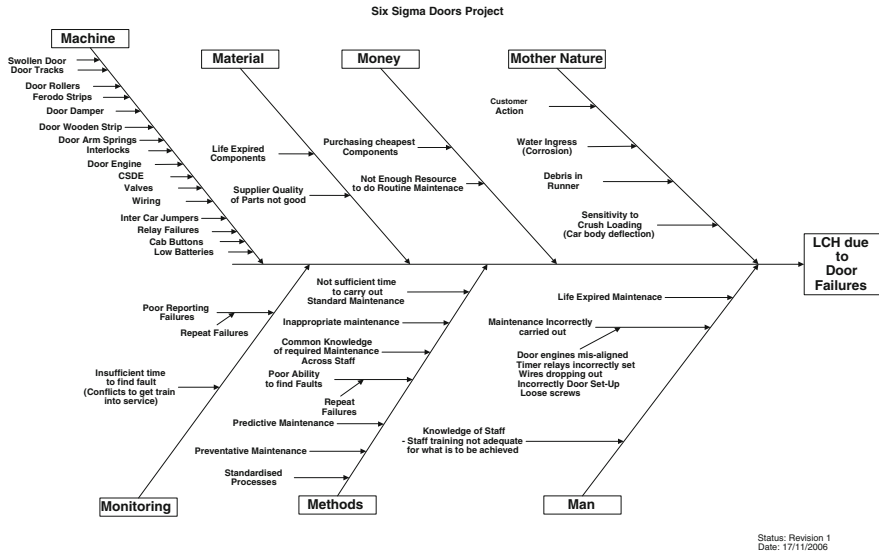 Six Sigma Doors Project
Machine
Material
Money
Mother Nature
Swollen Door
Door Tracks
Door Rollers
Ferodo Strips
Door Damper
Door Wooden Strip
Door Arm Springs
Interlocks
Door Engine
CSDE
Valves
Wiring
Inter Car Jumpers
Relay Failures
Cab Buttons
Low Batteries
Life Expired
Components
Supplier Quality
of Parts not good
Purchasing cheapest
Components
Not Enough Resource
to do Routine Maintenace
Customer
Action
Water Ingress
(Corrosion)
Debris in
Runner
Sensitivity to
Crush Loading
(Car body deflection)
LCH due
to
Door
Failures
Poor Reporting
Failures
Repeat Failures
Insufficient time
to find fault
(Conflicts to get train
into service)
Not sufficient time
to carry out
Standard Maintenance
Inappropriate maintenance
Common Knowledge
of required Maintenance
Across Staff
Poor Ability
to find Faults
Repeat
Failures
Predictive Maintenance
Preventative Maintenance
Standardised
Processes
Life Expired Maintenace
Maintenance Incorrectly
carried out
Door engines mis-aligned
Timer relays incorrectly set
Wires dropping out
Incorrectly Door Set-Up
Loose screws
Knowledge of Staff
- Staff training not adequate
for what is to be achieved
Monitoring
Methods
Man
Status: Revision 1
Date: 17/11/2006